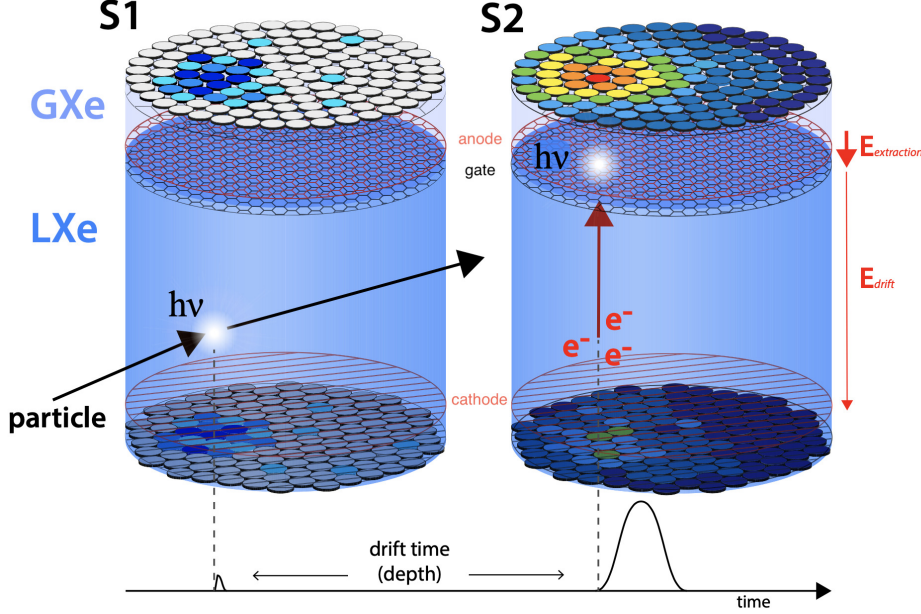 S1
S2
GXe
anode
gate
hν
E extraction
LXe
E drift
hν
e-
e-
e-
particle
cathode
drift time
(depth)
time